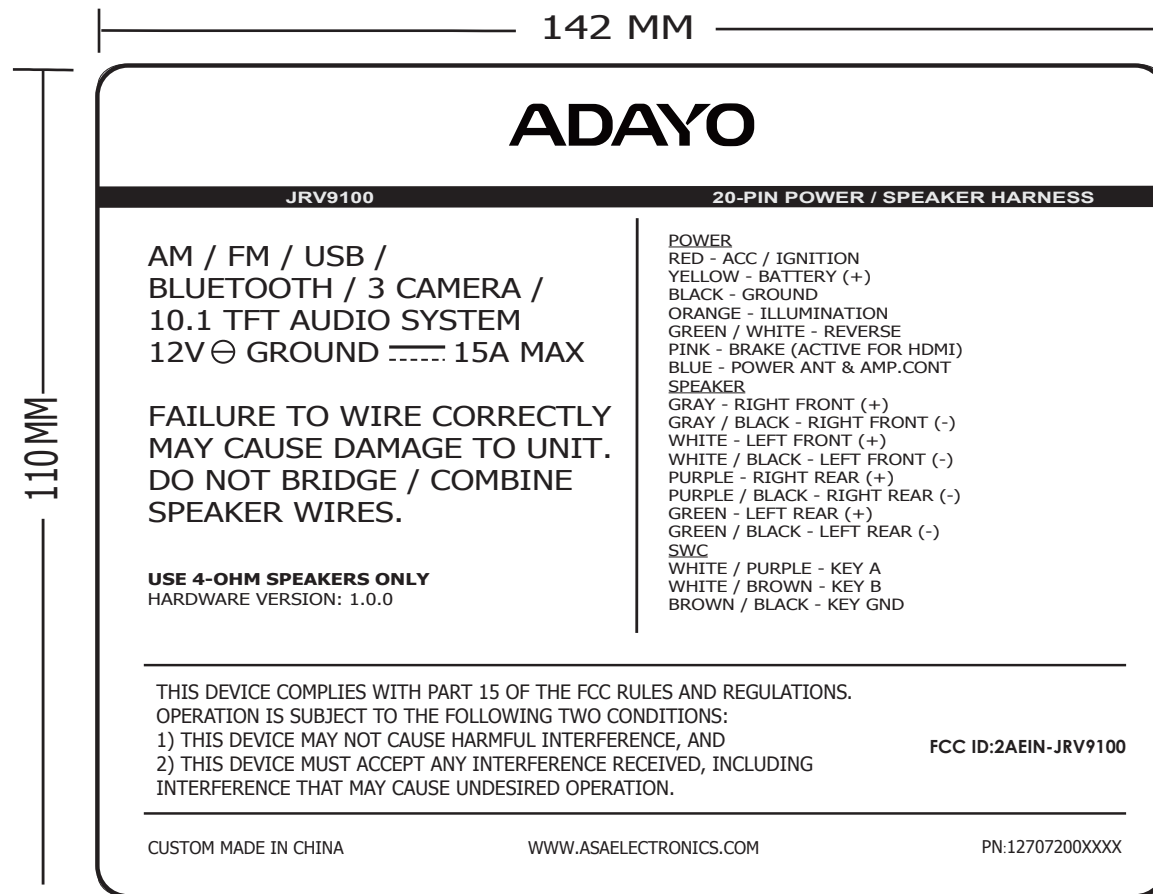 142 MM
110MM
ADAYO
JRV9100
20-PIN POWER / SPEAKER HARNESS
AM / FM / USB /
BLUETOOTH / 3 CAMERA /
10.1 TFT AUDIO SYSTEM
12V GROUND 15A MAX
FAILURE TO WIRE CORRECTLY
MAY CAUSE DAMAGE TO UNIT.
DO NOT BRIDGE / COMBINE
SPEAKER WIRES.
USE 4-OHM SPEAKERS ONLY
HARDWARE VERSION: 1.0.0
POWER
RED - ACC / IGNITION
YELLOW - BATTERY (+)
BLACK - GROUND
ORANGE - ILLUMINATION
GREEN / WHITE - REVERSE
PINK - BRAKE (ACTIVE FOR HDMI)
BLUE - POWER ANT & AMP.CONT
SPEAKER
GRAY - RIGHT FRONT (+)
GRAY / BLACK - RIGHT FRONT (-)
WHITE - LEFT FRONT (+)
WHITE / BLACK - LEFT FRONT (-)
PURPLE - RIGHT REAR (+)
PURPLE / BLACK - RIGHT REAR (-)
GREEN - LEFT REAR (+)
GREEN / BLACK - LEFT REAR (-)
SWC
WHITE / PURPLE - KEY A
WHITE / BROWN - KEY B
BROWN / BLACK - KEY GND
THIS DEVICE COMPLIES WITH PART 15 OF THE FCC RULES AND REGULATIONS.
OPERATION IS SUBJECT TO THE FOLLOWING TWO CONDITIONS:
1) THIS DEVICE MAY NOT CAUSE HARMFUL INTERFERENCE, AND
2) THIS DEVICE MUST ACCEPT ANY INTERFERENCE RECEIVED, INCLUDING
INTERFERENCE THAT MAY CAUSE UNDESIRED OPERATION.
FCC ID:2AEIN-JRV9100
CUSTOM MADE IN CHINA
WWW.ASAELECTRONICS.COM
PN:12707200XXXX